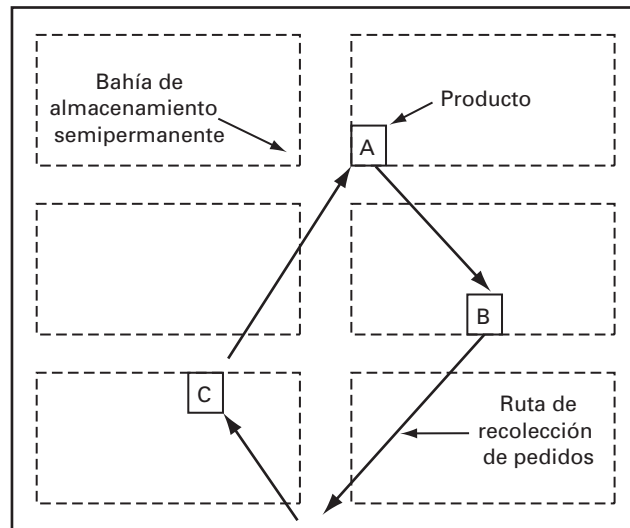 Bahía de
almacenamiento
semipermanente
Producto
A
B
C
Ruta de
recolección
de pedidos